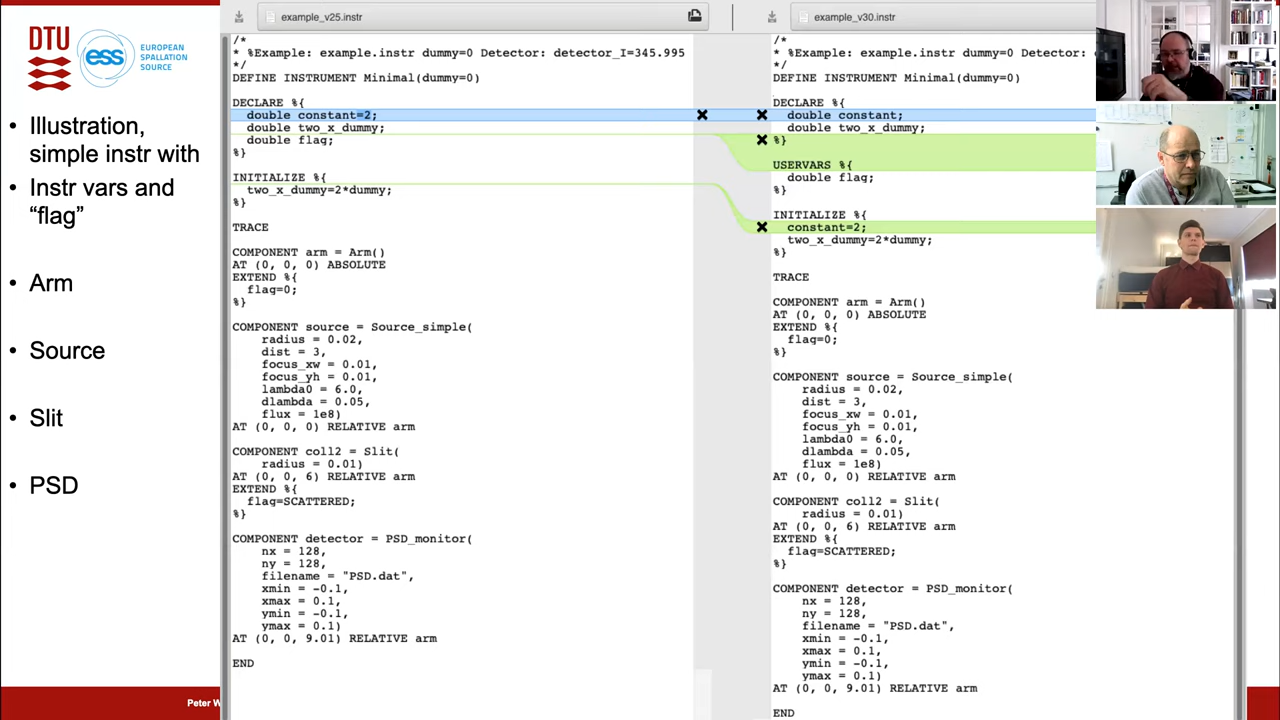 DTU
ess
EUROPEAN
SPALLATION
SOURCE
• Illustration,
simple instr with
• Instr vars and
“flag”
• Arm
• Source
• Slit
• PSD
Peter W
example_v25.instr
/*
* %Example: example.instr dummy=0 Detector: detector_I=345.995
*/
DEFINE INSTRUMENT Minimal(dummy=0)
DECLARE %{
double constant=2;
double two_x_dummy;
double flag;
%}
INITIALIZE %{
two_x_dummy=2*dummy;
%}
TRACE
COMPONENT arm = Arm()
AT (0, 0, 0) ABSOLUTE
EXTEND %{
flag=0;
%}
COMPONENT source = Source_simple(
radius = 0.02,
dist = 3,
focus_xw = 0.01,
focus_yh = 0.01,
lambda0 = 6.0,
dlambda = 0.05,
flux = 1e8)
AT (0, 0, 0) RELATIVE arm
COMPONENT coll2 = Slit(
radius = 0.01)
AT (0, 0, 6) RELATIVE arm
EXTEND %{
flag=SCATTERED;
%}
COMPONENT detector = PSD_monitor(
nx = 128,
ny = 128,
filename = "PSD.dat",
xmin = -0.1,
xmax = 0.1,
ymin = -0.1,
ymax = 0.1)
AT (0, 0, 9.01) RELATIVE arm
END
example_v30.instr
/*
* %Example: example.instr dummy=0 Detector:
*/
DEFINE INSTRUMENT Minimal(dummy=0)
DECLARE %{
double constant;
double two_x_dummy;
%}
USERVARS %{
double flag;
%}
INITIALIZE %{
constant=2;
two_x_dummy=2*dummy;
%}
TRACE
COMPONENT arm = Arm()
AT (0, 0, 0) ABSOLUTE
EXTEND %{
flag=0;
%}
COMPONENT source = Source_simple(
radius = 0.02,
dist = 3,
focus_xw = 0.01,
focus_yh = 0.01,
lambda0 = 6.0,
dlambda = 0.05,
flux = 1e8)
AT (0, 0, 0) RELATIVE arm
COMPONENT coll2 = Slit(
radius = 0.01)
AT (0, 0, 6) RELATIVE arm
EXTEND %{
flag=SCATTERED;
%}
COMPONENT detector = PSD_monitor(
nx = 128,
ny = 128,
filename = "PSD.dat",
xmin = -0.1,
xmax = 0.1,
ymin = -0.1,
ymax = 0.1)
AT (0, 0, 9.01) RELATIVE arm
END